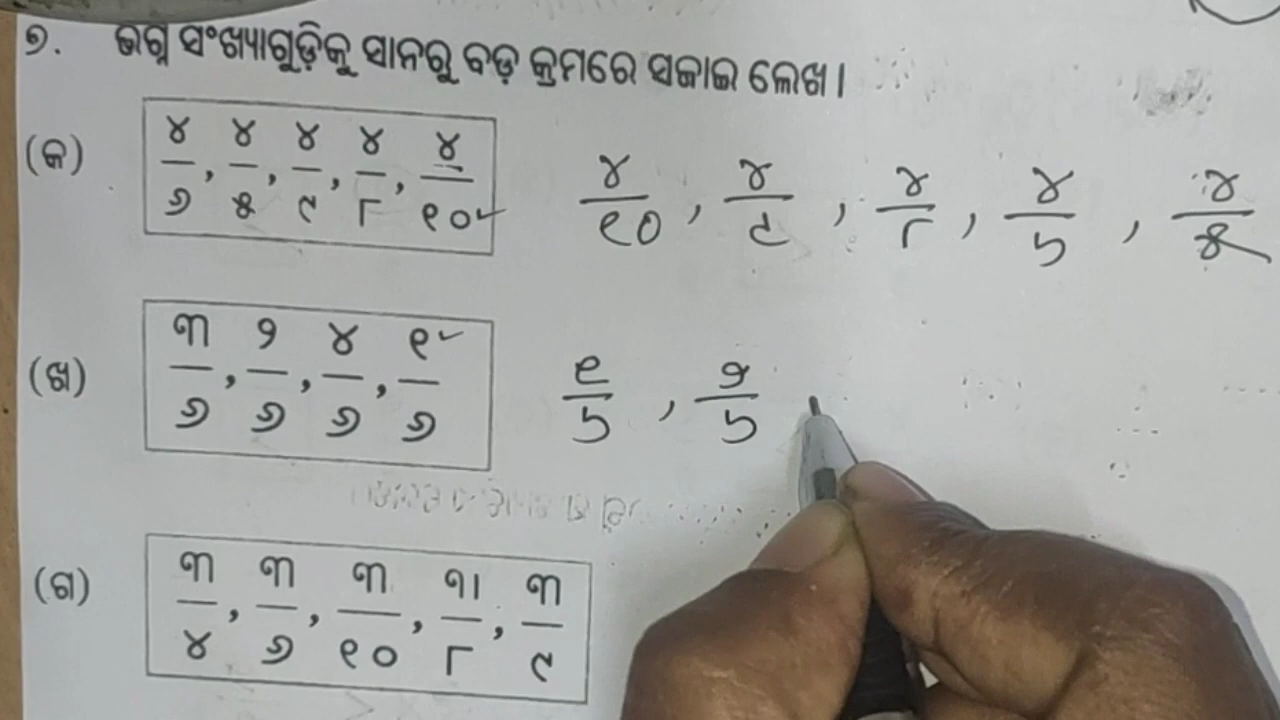 ୭. ଭଗ୍ନ ସଂଖ୍ୟାଗୁଡ଼ିକୁ ସାନରୁ ବଡ଼ କ୍ରମରେ ସଜାଇ ଲେଖ।
(କ) ୪/୬, ୪/୫, ୪/୯, ୪/୮, ୪/୧୦ ୪/୧୦, ୪/୯, ୪/୮, ୪/୬, ୪/୫
(ଖ) ୩/୬, ୨/୬, ୪/୬, ୧/୬ ୧/୬, ୨/୬
(ଗ) ୩/୪, ୩/୬, ୩/୧୦, ୩/୮, ୩/୯